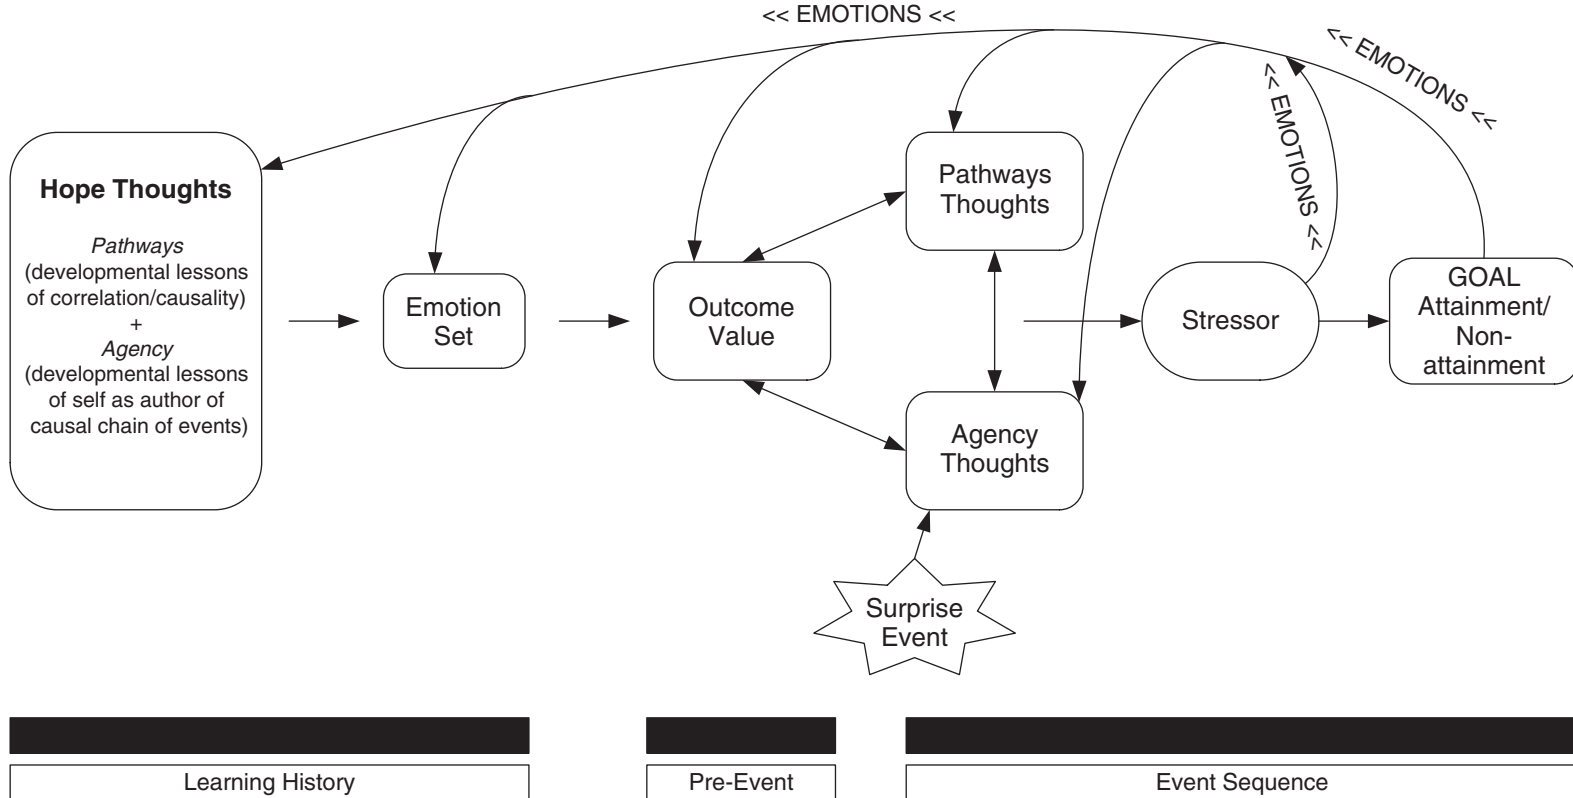 << EMOTIONS <<
<< EMOTIONS <<
<< EMOTIONS <<
Hope Thoughts
Pathways
(developmental lessons
of correlation/causality)
+
Agency
(developmental lessons
of self as author of
causal chain of events)
Emotion
Set
Outcome
Value
Pathways
Thoughts
Agency
Thoughts
Surprise
Event
Stressor
GOAL
Attainment/
Non-
attainment
Learning History
Pre-Event
Event Sequence